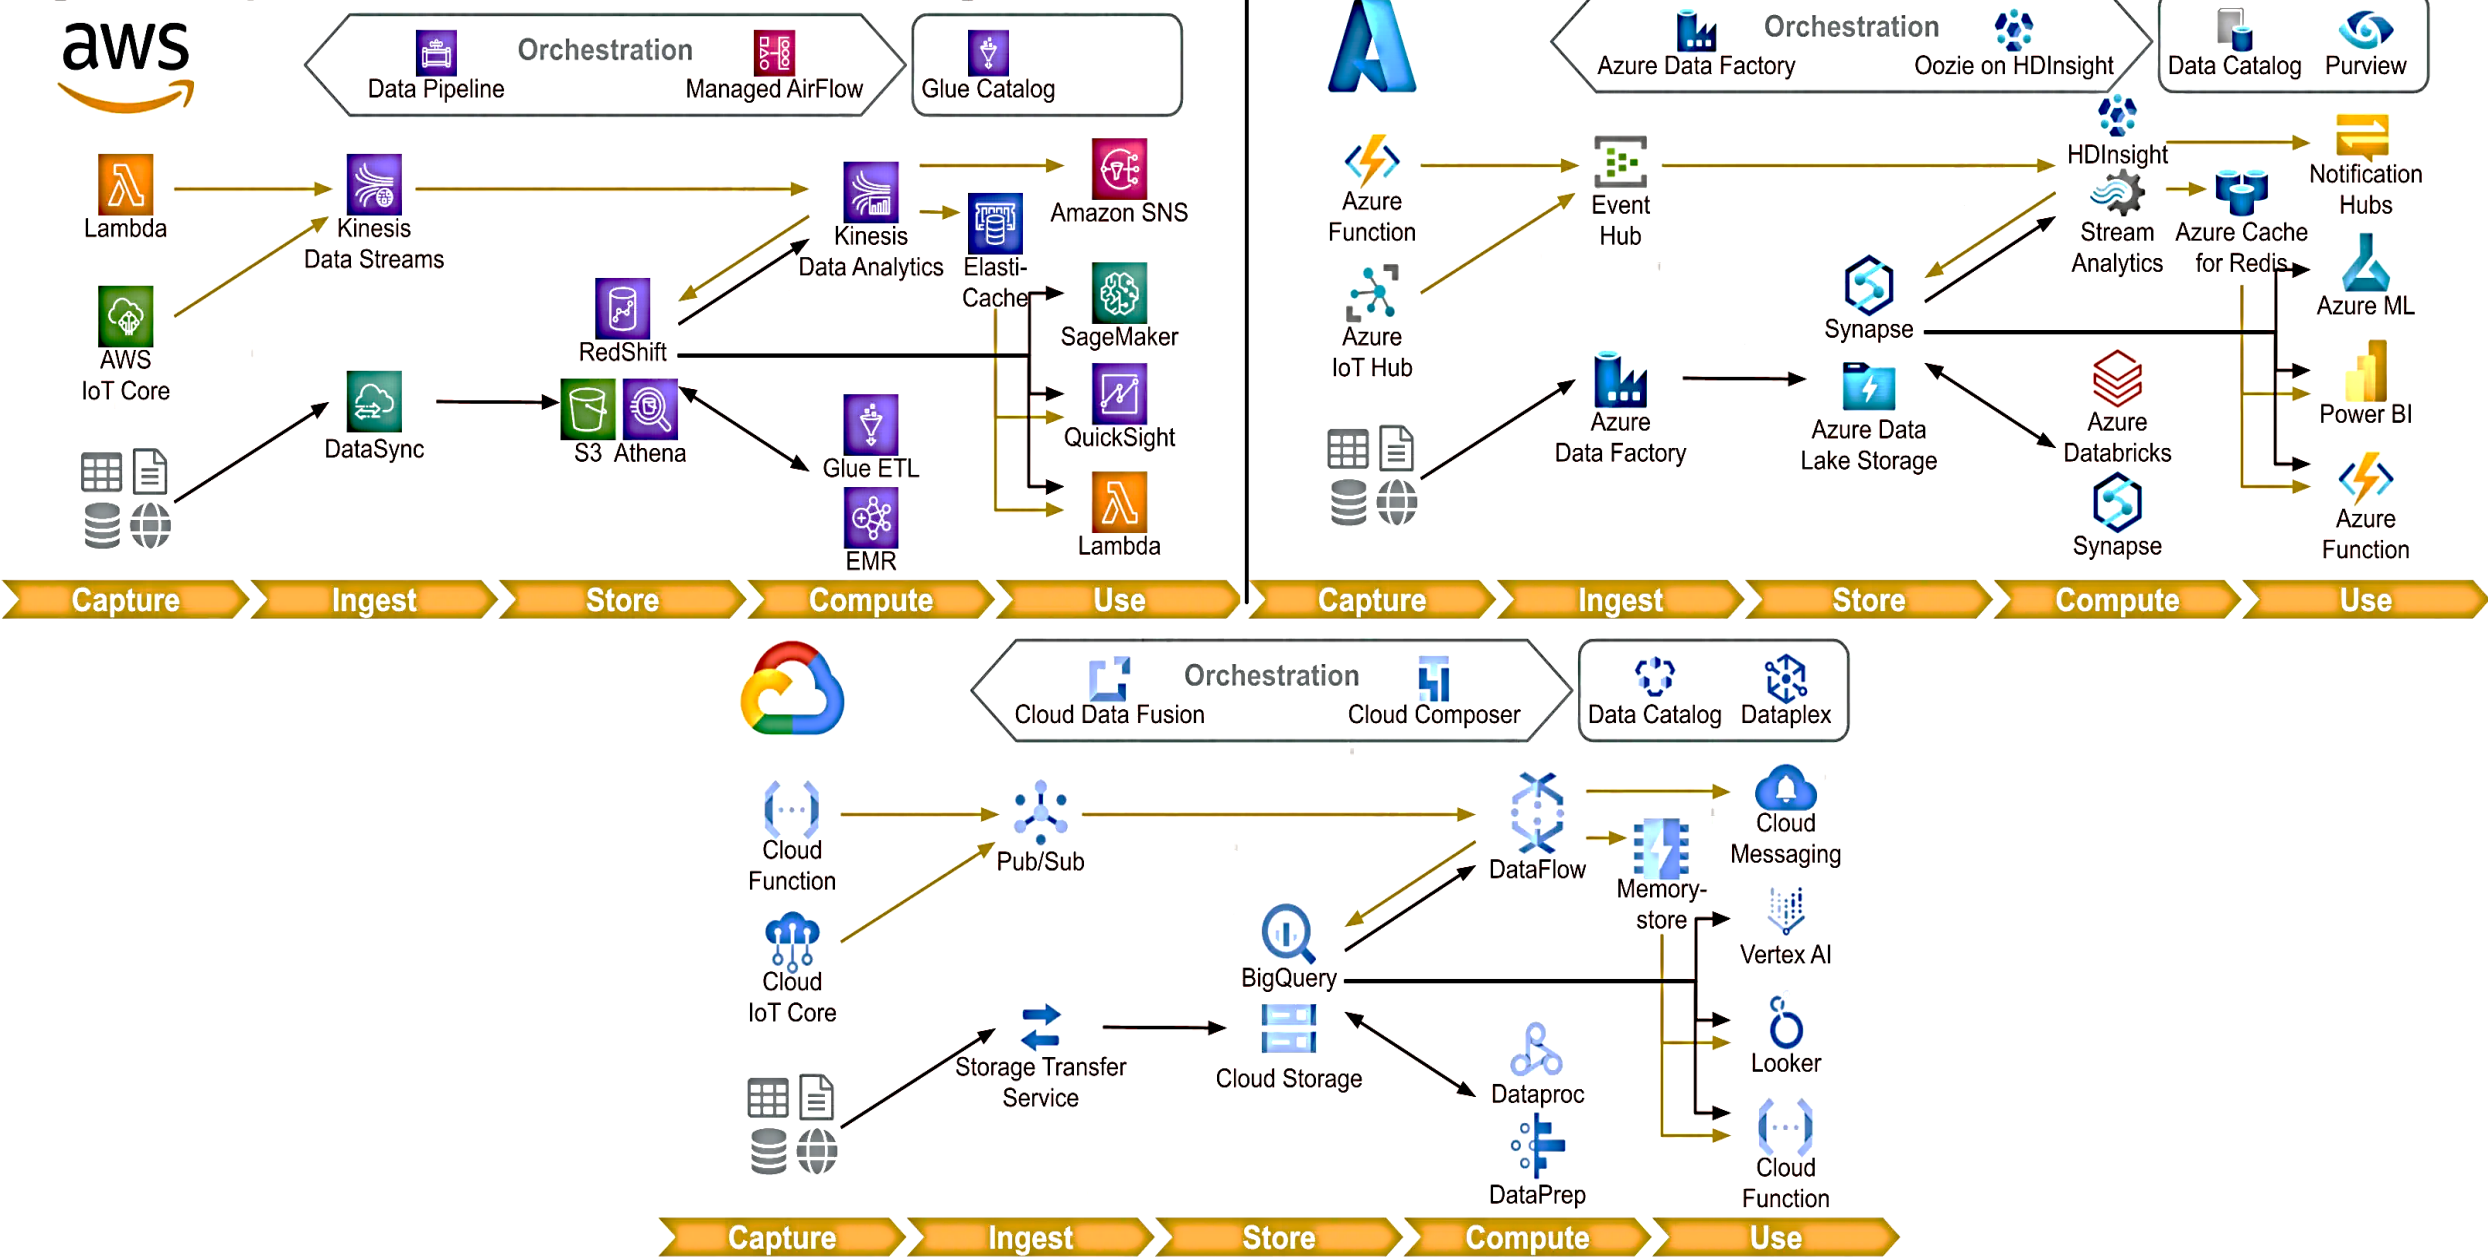 aws
Orchestration
Data Pipeline
Managed AirFlow
Glue Catalog
Lambda
Kinesis
Data Streams
Kinesis
Data Analytics
Elasti-
Cache
Amazon SNS
AWS
IoT Core
RedShift
SageMaker
DataSync
S3 Athena
Glue ETL
QuickSight
EMR
Lambda
Capture
Ingest
Store
Compute
Use
Orchestration
Azure Data Factory
Oozie on HDInsight
Data Catalog
Purview
Azure
Function
Event
Hub
HDInsight
Stream
Analytics
Azure Cache
for Redis
Notification
Hubs
Azure
IoT Hub
Synapse
Azure ML
Azure
Data Factory
Azure Data
Lake Storage
Azure
Databricks
Power BI
Synapse
Azure
Function
Capture
Ingest
Store
Compute
Use
Orchestration
Cloud Data Fusion
Cloud Composer
Data Catalog
Dataplex
Cloud
Function
Pub/Sub
DataFlow
Memory-
store
Cloud
Messaging
Cloud
IoT Core
BigQuery
Vertex AI
Storage Transfer
Service
Cloud Storage
Dataproc
Looker
DataPrep
Cloud
Function
Capture
Ingest
Store
Compute
Use